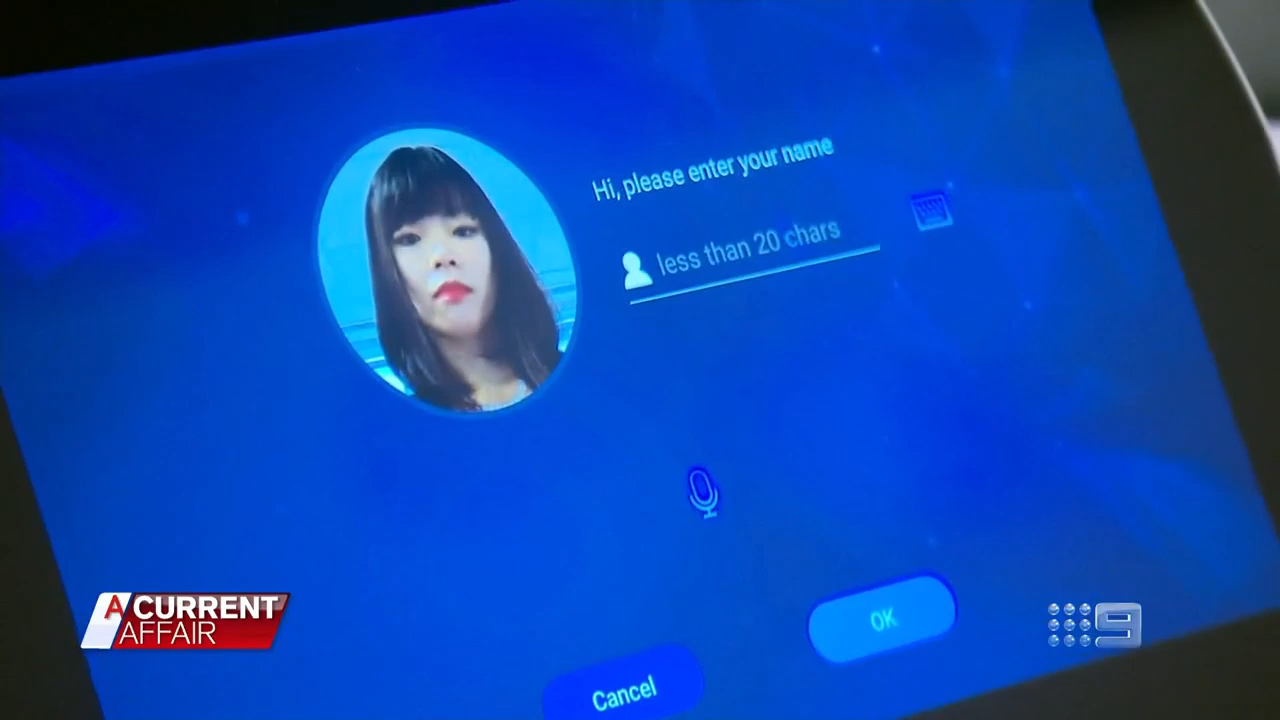 Hi, please enter your name
less than 20 chars
OK
Cancel
A CURRENT
AFFAIR
9